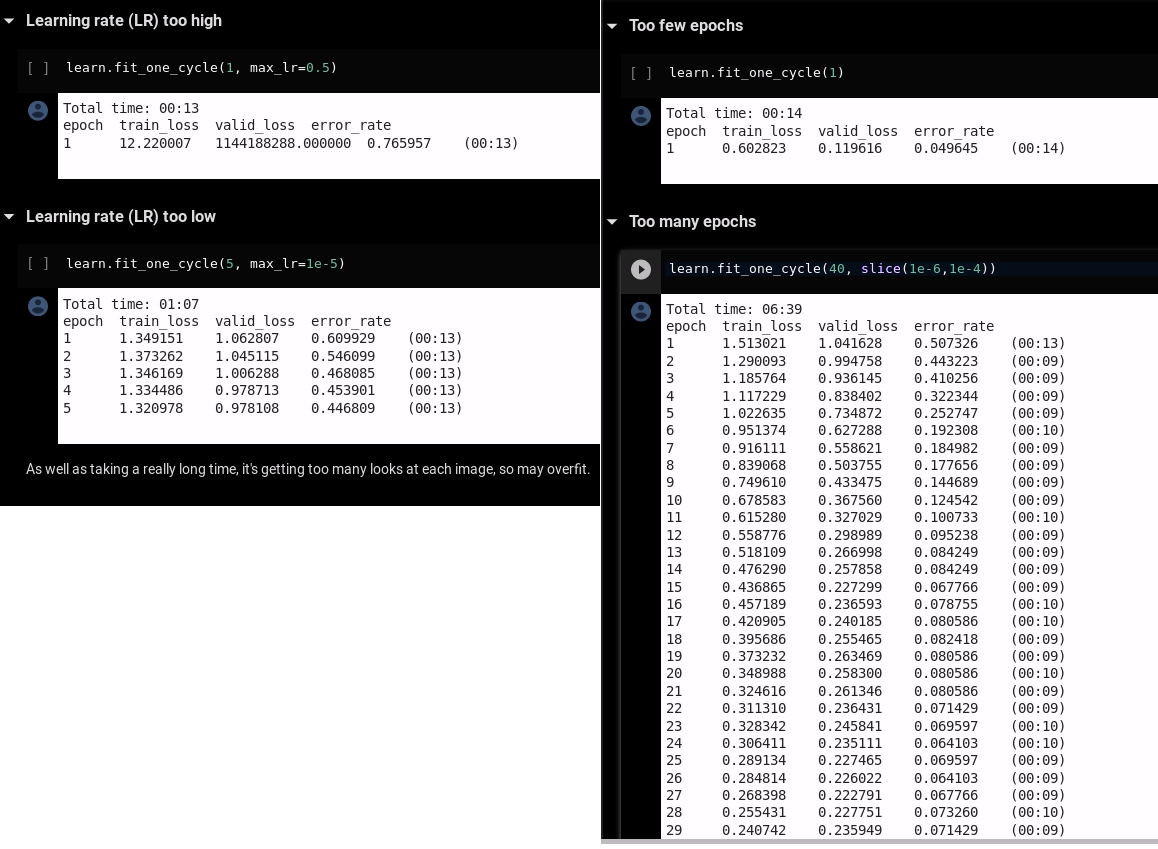 Learning rate (LR) too high
[ ] learn.fit_one_cycle(1, max_lr=0.5)
Total time: 00:13
epoch train_loss valid_loss error_rate
1 12.220007 1144188288.000000 0.765957 (00:13)
Learning rate (LR) too low
[ ] learn.fit_one_cycle(5, max_lr=1e-5)
Total time: 01:07
epoch train_loss valid_loss error_rate
1 1.349151 1.062807 0.609929 (00:13)
2 1.373262 1.045115 0.546099 (00:13)
3 1.346169 1.006288 0.468085 (00:13)
4 1.334486 0.978713 0.453901 (00:13)
5 1.320978 0.978108 0.446809 (00:13)
As well as taking a really long time, it's getting too many looks at each image, so may overfit.
Too few epochs
[ ] learn.fit_one_cycle(1)
Total time: 00:14
epoch train_loss valid_loss error_rate
1 0.602823 0.119616 0.049645 (00:14)
Too many epochs
learn.fit_one_cycle(40, slice(1e-6,1e-4))
Total time: 06:39
epoch train_loss valid_loss error_rate
1 1.513021 1.041628 0.507326 (00:13)
2 1.290093 0.994758 0.443223 (00:09)
3 1.185764 0.936145 0.410256 (00:09)
4 1.117229 0.838402 0.322344 (00:09)
5 1.022635 0.734872 0.252747 (00:09)
6 0.951374 0.627288 0.192308 (00:10)
7 0.916111 0.558621 0.184982 (00:09)
8 0.839068 0.503755 0.177656 (00:09)
9 0.749610 0.433475 0.144689 (00:09)
10 0.678583 0.367560 0.124542 (00:09)
11 0.615280 0.327029 0.100733 (00:10)
12 0.558776 0.298989 0.095238 (00:09)
13 0.518109 0.266998 0.084249 (00:09)
14 0.476290 0.257858 0.084249 (00:09)
15 0.436865 0.227299 0.067766 (00:09)
16 0.457189 0.236593 0.078755 (00:10)
17 0.420905 0.240185 0.080586 (00:10)
18 0.395686 0.255465 0.082418 (00:09)
19 0.373232 0.263469 0.080586 (00:09)
20 0.348988 0.258300 0.080586 (00:10)
21 0.324616 0.261346 0.080586 (00:09)
22 0.311310 0.236431 0.071429 (00:09)
23 0.328342 0.245841 0.069597 (00:10)
24 0.306411 0.235111 0.064103 (00:10)
25 0.289134 0.227465 0.069597 (00:09)
26 0.284814 0.226022 0.064103 (00:09)
27 0.268398 0.222791 0.067766 (00:09)
28 0.255431 0.227751 0.073260 (00:10)
29 0.240742 0.235949 0.071429 (00:09)